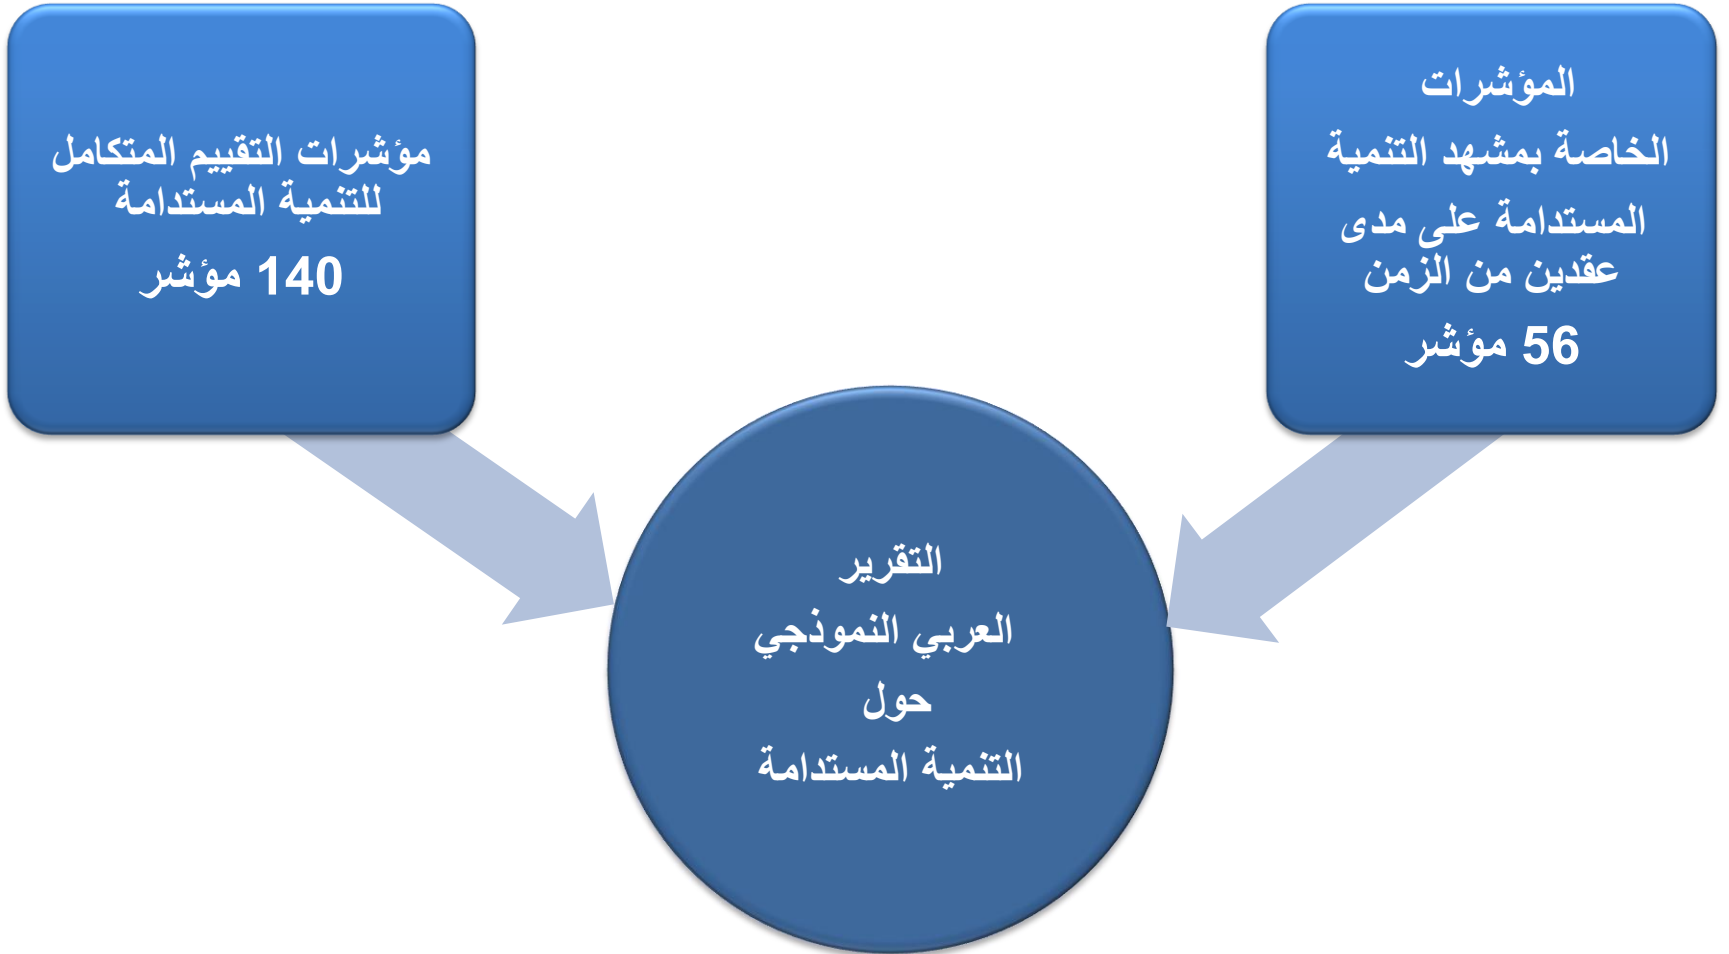 المؤشرات
الخاصة بمشهد التنمية
المستدامة على مدى
عقدين من الزمن
56 مؤشر
مؤشرات التقييم المتكامل
للتنمية المستدامة
140 مؤشر
التقرير
العربي النموذجي
حول
التنمية المستدامة